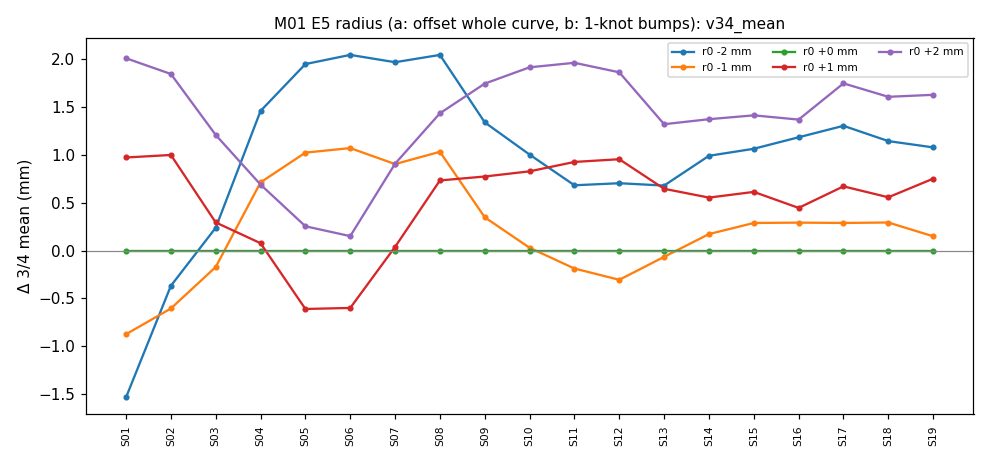 M01 E5 radius (a: offset whole curve, b: 1-knot bumps): v34_mean
r0 -2 mm
r0 -1 mm
r0 +0 mm
r0 +1 mm
r0 +2 mm
Δ 3/4 mean (mm)
2.0
1.5
1.0
0.5
0.0
−0.5
−1.0
−1.5
S01
S02
S03
S04
S05
S06
S07
S08
S09
S10
S11
S12
S13
S14
S15
S16
S17
S18
S19